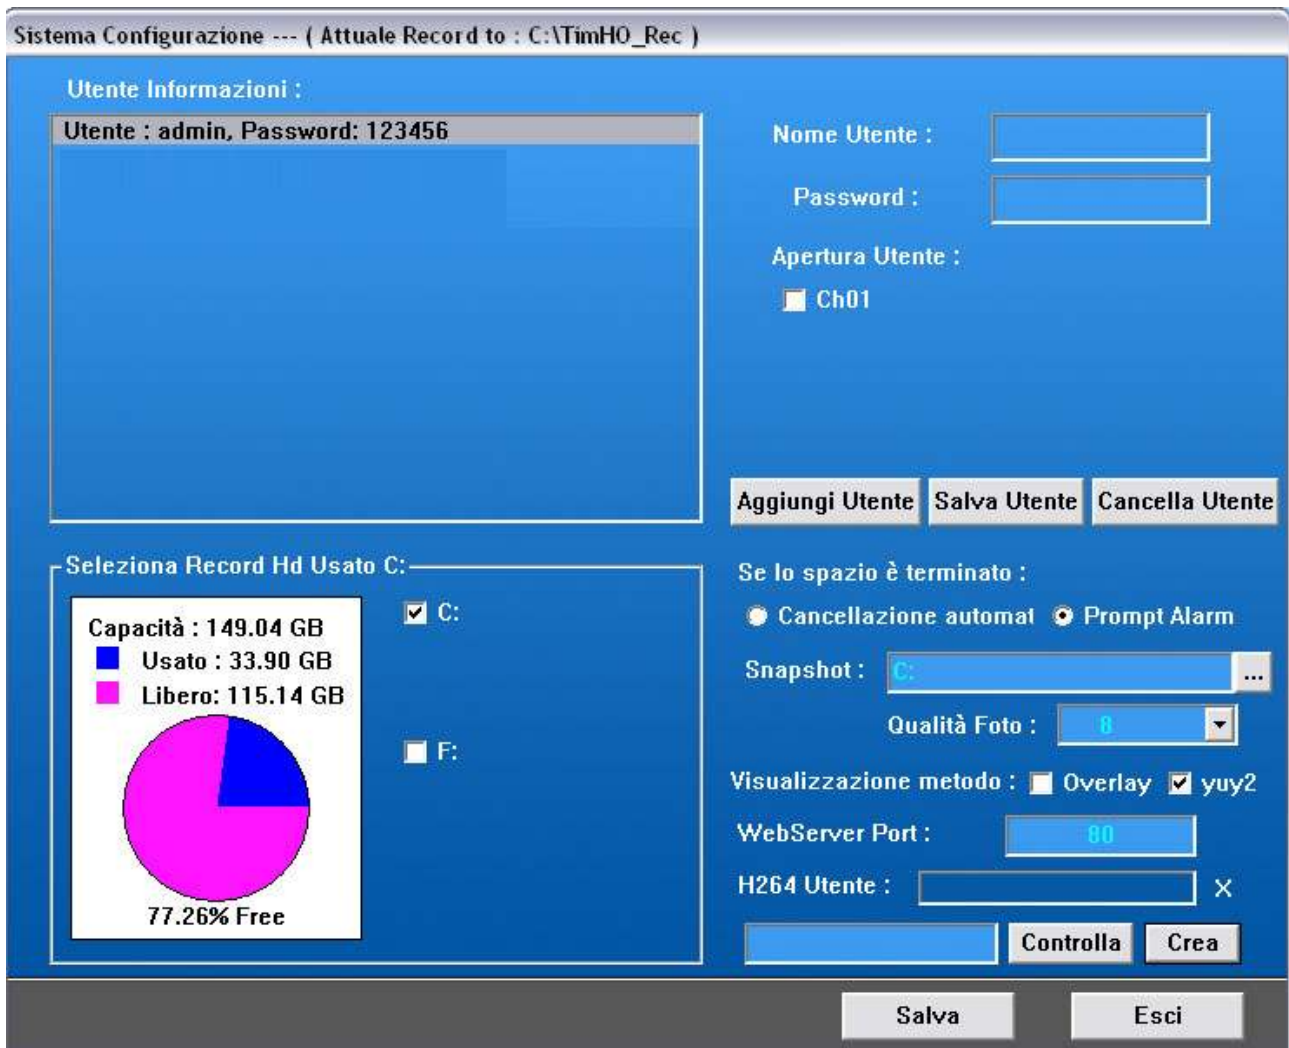 Sistema Configurazione --- ( Attuale Record to : C:\TimHO_Rec )
Utente Informazioni :
Utente : admin, Password: 123456
Nome Utente :
Password :
Apertura Utente :
Ch01
Aggiungi Utente Salva Utente Cancella Utente
Seleziona Record Hd Usato C:
Capacità : 149.04 GB
Usato : 33.90 GB
Libero: 115.14 GB
77.26% Free
C:
F:
Se lo spazio è terminato :
Cancellazione automat Prompt Alarm
Snapshot : C: ...
Qualità Foto : 8
Visualizzazione metodo : Overlay yuy2
WebServer Port : 80
H264 Utente : X
Controlla Crea
Salva Esci